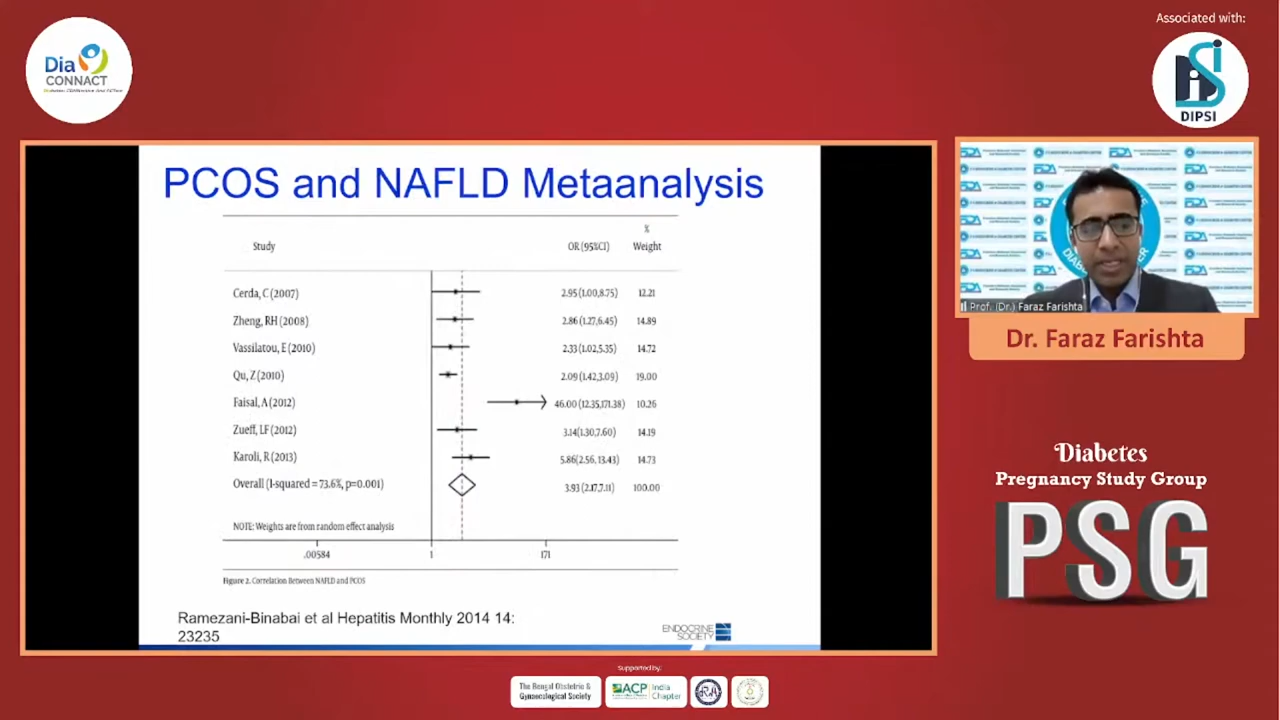 Associated with:
Dia
CONNACT
DIPSI
PCOS and NAFLD Metaanalysis
Study
OR (95%CI)
%
Weight
Cerda, C (2007) 2.95 (1.00,8.75) 12.21
Zheng, RH (2008) 2.86 (1.27,6.45) 14.89
Vassilatou, E (2010) 2.33 (1.02,5.35) 14.72
Qu, Z (2010) 2.09 (1.42,3.09) 19.00
Faisal, A (2012) 46.00 (12.35,171.38) 10.26
Zueff, LF (2012) 3.14(1.30,7.60) 14.19
Karoli, R (2013) 5.86(2.56, 13.43) 14.73
Overall (I-squared = 73.6%, p=0.001) 3.93 (2.17,7.11) 100.00
NOTE: Weights are from random effect analysis
.00584 1 171
Figure 2. Correlation Between NAFLD and PCOS
Ramezani-Binabai et al Hepatitis Monthly 2014 14:
23235
ENDOCRINE
SOCIETY
Prof. (Dr.) Faraz Farishta
Dr. Faraz Farishta
Diabetes
Pregnancy Study Group
PSG
Supported by:
The Bengal Obstetric &
Gynaecological Society
ACP
India
Chapter